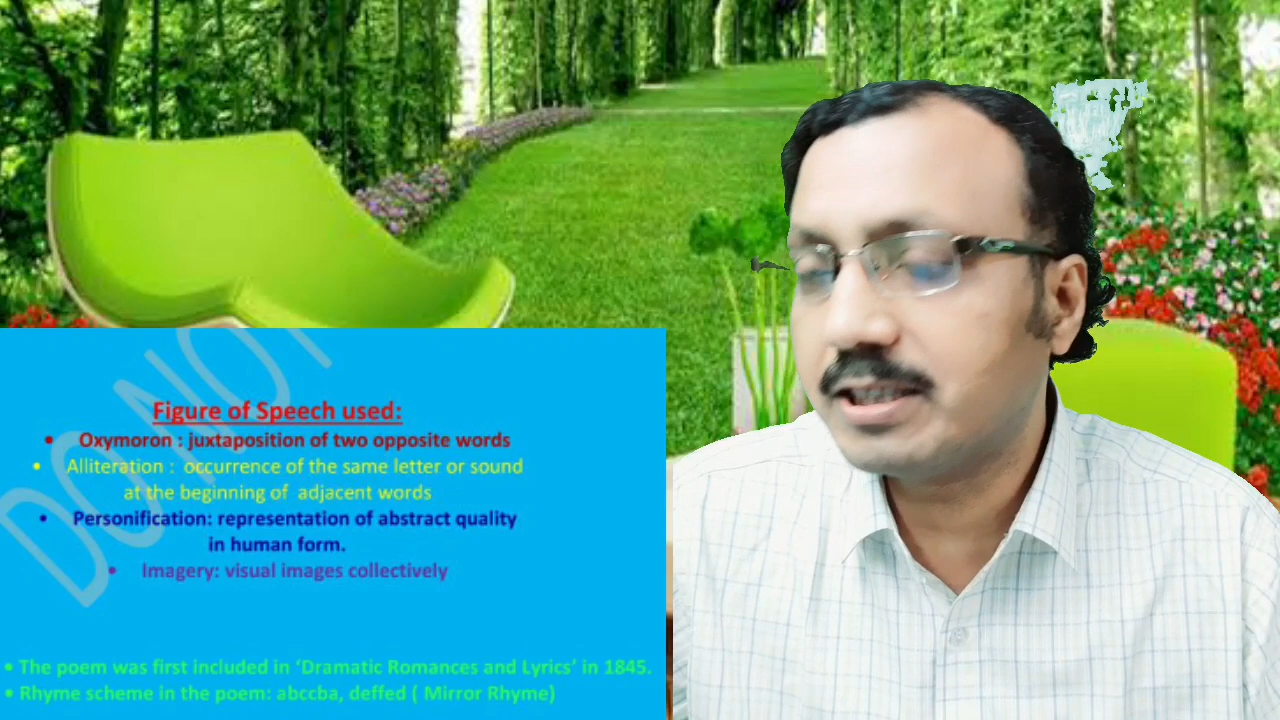 DO NOT
Figure of Speech used:
• Oxymoron : juxtaposition of two opposite words
• Alliteration : occurrence of the same letter or sound
at the beginning of adjacent words
• Personification: representation of abstract quality
in human form.
• Imagery: visual images collectively
• The poem was first included in ‘Dramatic Romances and Lyrics’ in 1845.
• Rhyme scheme in the poem: abccba, deffed ( Mirror Rhyme)